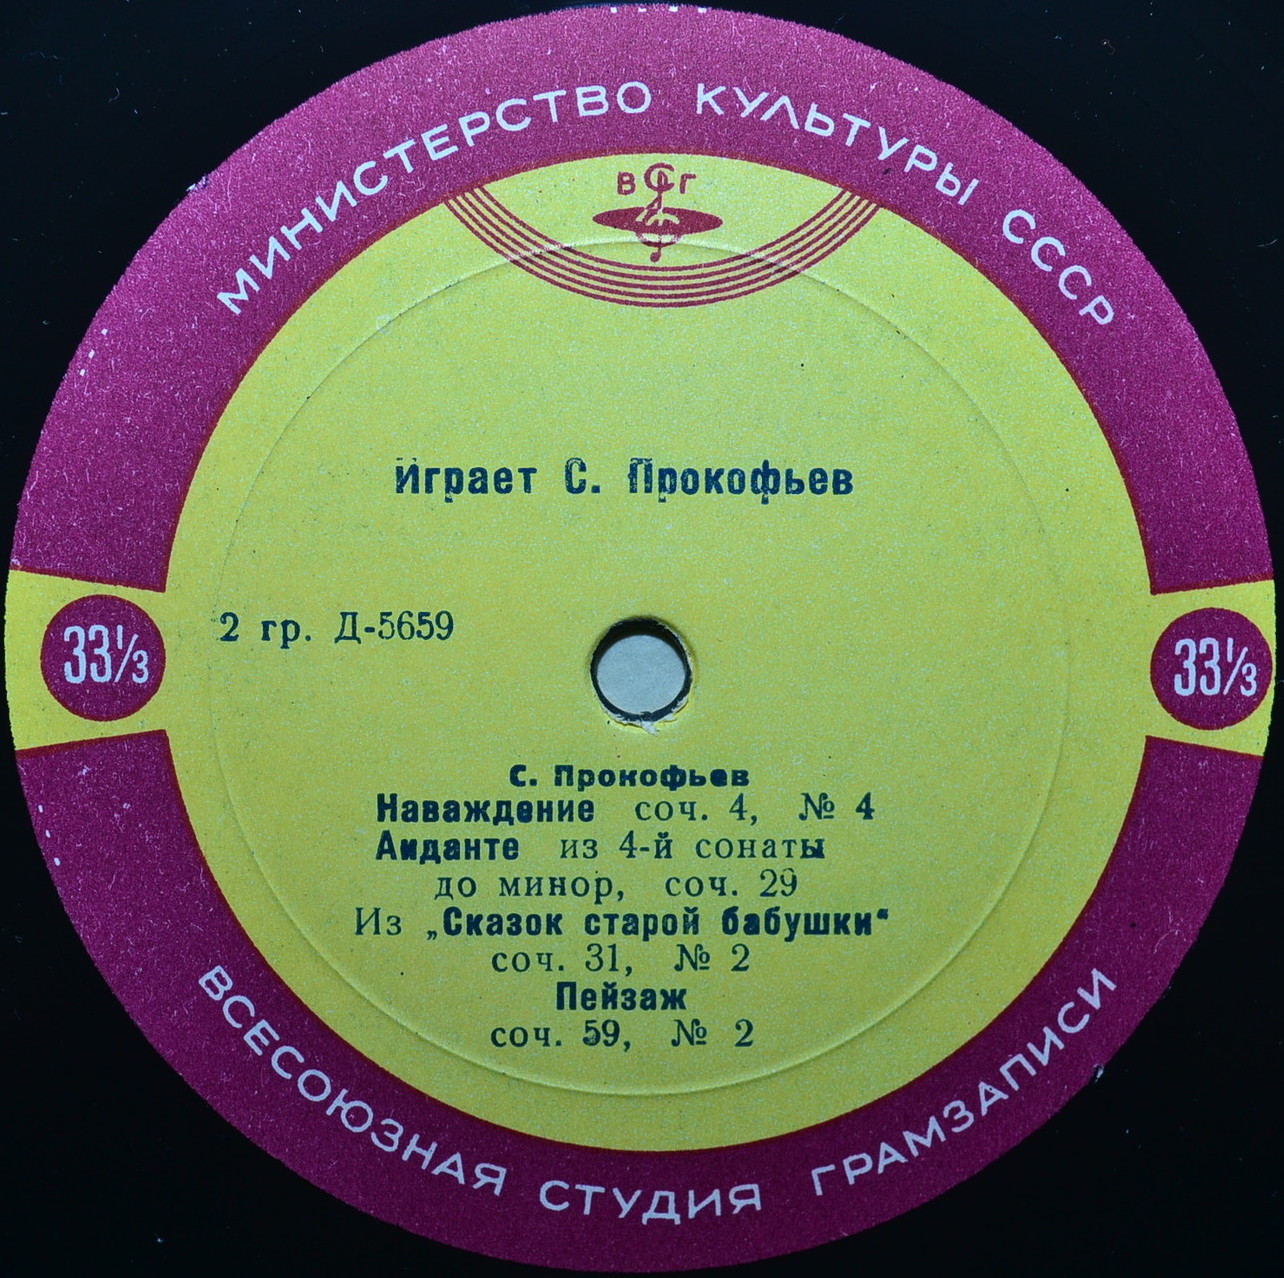 МИНИСТЕРСТВО КУЛЬТУРЫ СССР
ВСГ
Играет С. Прокофьев
2 гр. Д-5659
33⅓
33⅓
С. Прокофьев
Наваждение соч. 4, № 4
Анданте из 4-й сонаты
до минор, соч. 29
Из „Сказок старой бабушки“
соч. 31, № 2
Пейзаж
соч. 59, № 2
ВСЕСОЮЗНАЯ СТУДИЯ ГРАМЗАПИСИ